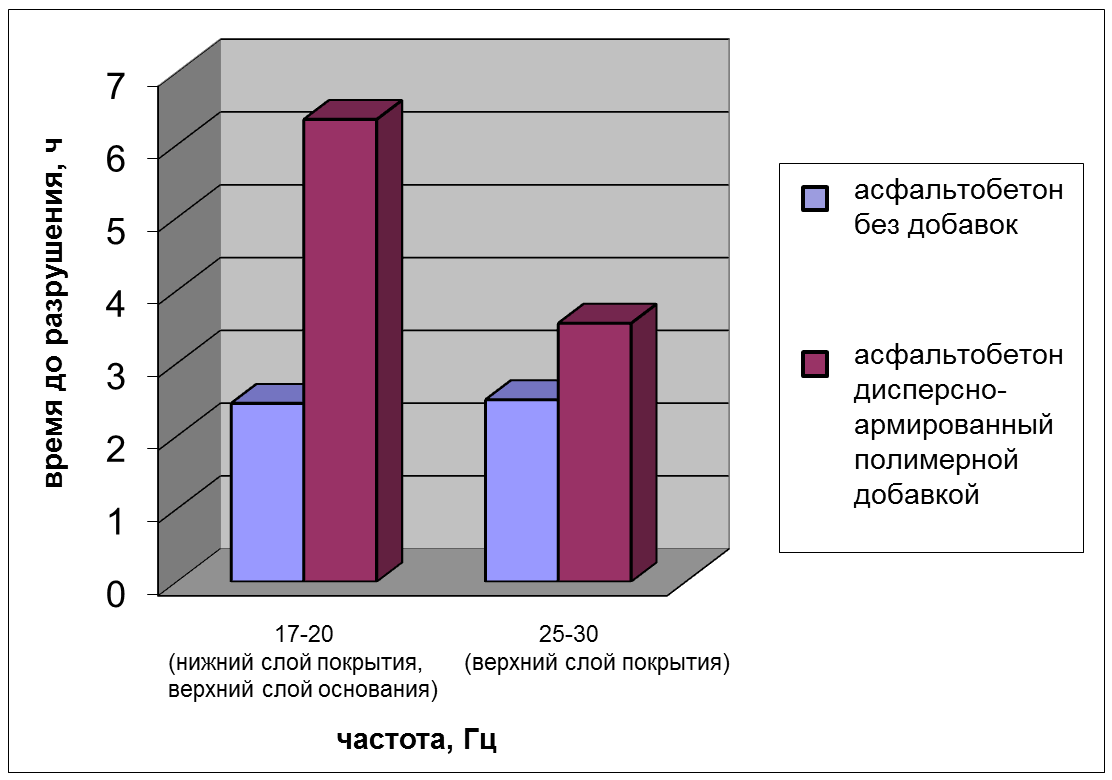 время до разрушения, ч
7
6
5
4
3
2
1
0
17-20
(нижний слой покрытия,
верхний слой основания)
25-30
(верхний слой покрытия)
частота, Гц
асфальтобетон
без добавок
асфальтобетон
дисперсно-
армированный
полимерной
добавкой